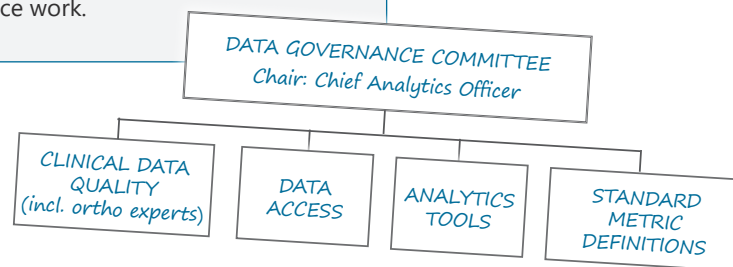 ce work.
DATA GOVERNANCE COMMITTEE
Chair: Chief Analytics Officer
CLINICAL DATA
QUALITY
(incl. ortho experts)
DATA
ACCESS
ANALYTICS
TOOLS
STANDARD
METRIC
DEFINITIONS